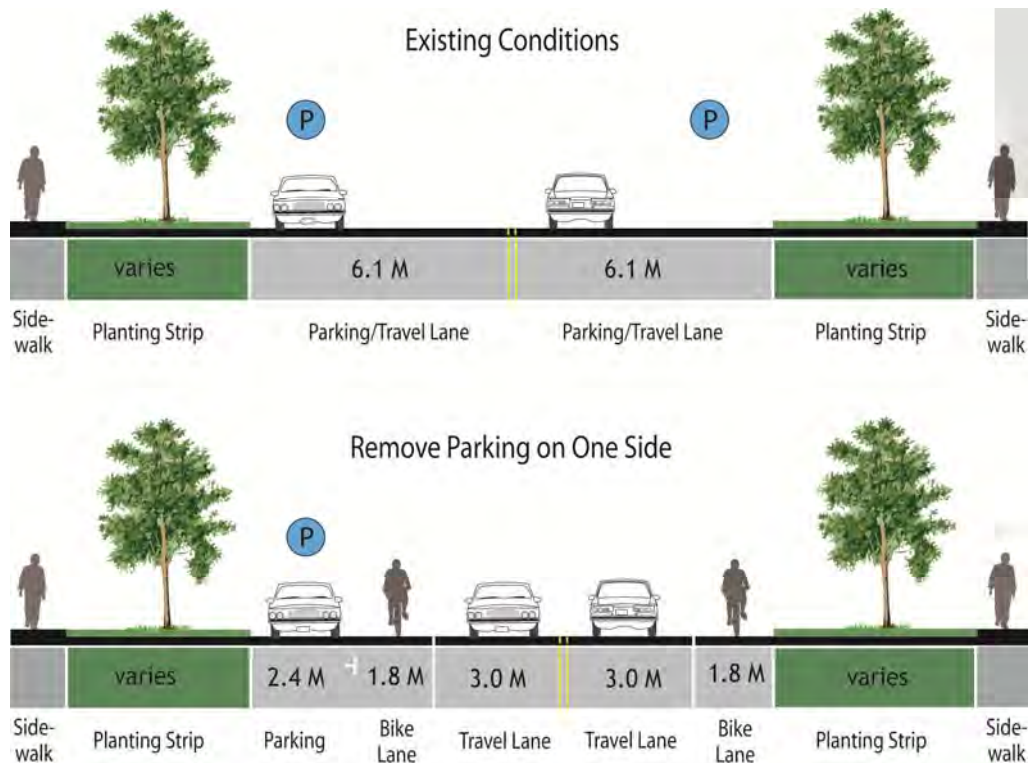 Existing Conditions
P
P
varies
6.1 M
6.1 M
varies
Side-
walk
Planting Strip
Parking/Travel Lane
Parking/Travel Lane
Planting Strip
Side-
walk
Remove Parking on One Side
P
varies
2.4 M
1.8 M
3.0 M
3.0 M
1.8 M
varies
Side-
walk
Planting Strip
Parking
Bike
Lane
Travel Lane
Travel Lane
Bike
Lane
Planting Strip
Side-
walk